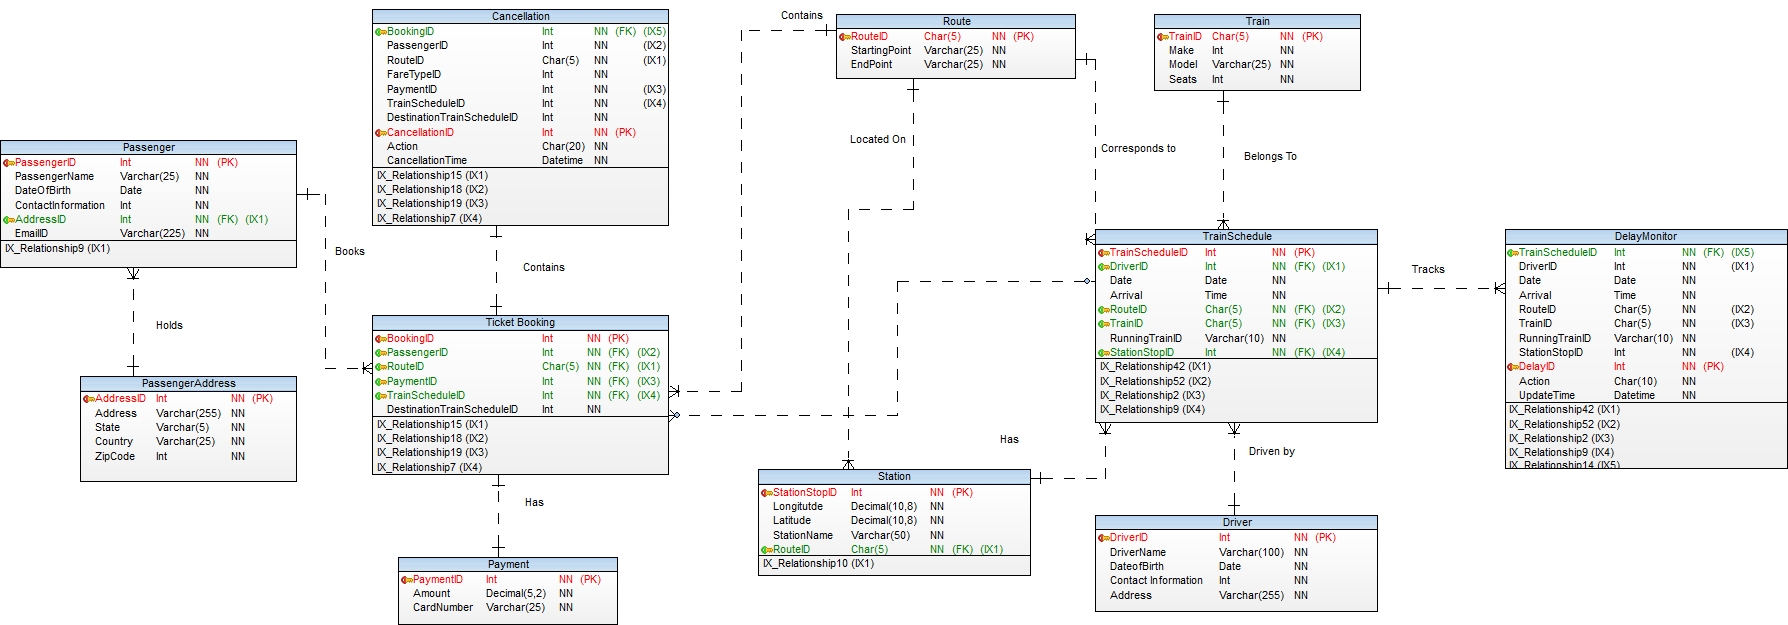 Cancellation
BookingID Int NN (FK) (IX5)
PassengerID Int NN (IX2)
RouteID Char(5) NN (IX1)
FareTypeID Int NN
PaymentID Int NN (IX3)
TrainScheduleID Int NN (IX4)
DestinationTrainScheduleID Int NN
CancellationID Int NN (PK)
Action Char(20) NN
CancellationTime Datetime NN
IX_Relationship15 (IX1)
IX_Relationship18 (IX2)
IX_Relationship19 (IX3)
IX_Relationship7 (IX4)
Contains
Route
RouteID Char(5) NN (PK)
StartingPoint Varchar(25) NN
EndPoint Varchar(25) NN
Train
TrainID Char(5) NN (PK)
Make Int NN
Model Varchar(25) NN
Seats Int NN
Located On
Corresponds to
Belongs To
Passenger
PassengerID Int NN (PK)
PassengerName Varchar(25) NN
DateOfBirth Date NN
ContactInformation Int NN
AddressID Int NN (FK) (IX1)
EmailID Varchar(225) NN
IX_Relationship9 (IX1)
Books
Contains
Holds
TrainSchedule
TrainScheduleID Int NN (PK)
DriverID Int NN (FK) (IX1)
Date Date NN
Arrival Time NN
RouteID Char(5) NN (FK) (IX2)
TrainID Char(5) NN (FK) (IX3)
RunningTrainID Varchar(10) NN
StationStopID Int NN (FK) (IX4)
IX_Relationship42 (IX1)
IX_Relationship52 (IX2)
IX_Relationship2 (IX3)
IX_Relationship9 (IX4)
Tracks
DelayMonitor
TrainScheduleID Int NN (FK) (IX5)
DriverID Int NN (IX1)
Date Date NN
Arrival Time NN
RouteID Char(5) NN (IX2)
TrainID Char(5) NN (IX3)
RunningTrainID Varchar(10) NN
StationStopID Int NN (IX4)
DelayID Int NN (PK)
Action Char(10) NN
UpdateTime Datetime NN
IX_Relationship42 (IX1)
IX_Relationship52 (IX2)
IX_Relationship2 (IX3)
IX_Relationship9 (IX4)
IX_Relationship14 (IX5)
Ticket Booking
BookingID Int NN (PK)
PassengerID Int NN (FK) (IX2)
RouteID Char(5) NN (FK) (IX1)
PaymentID Int NN (FK) (IX3)
TrainScheduleID Int NN (FK) (IX4)
DestinationTrainScheduleID Int NN
IX_Relationship15 (IX1)
IX_Relationship18 (IX2)
IX_Relationship19 (IX3)
IX_Relationship7 (IX4)
PassengerAddress
AddressID Int NN (PK)
Address Varchar(255) NN
State Varchar(5) NN
Country Varchar(25) NN
ZipCode Int NN
Has
Has
Driven by
Station
StationStopID Int NN (PK)
Longitutde Decimal(10,8) NN
Latitude Decimal(10,8) NN
StationName Varchar(50) NN
RouteID Char(5) NN (FK) (IX1)
IX_Relationship10 (IX1)
Driver
DriverID Int NN (PK)
DriverName Varchar(100) NN
DateofBirth Date NN
Contact Information Int NN
Address Varchar(255) NN
Payment
PaymentID Int NN (PK)
Amount Decimal(5,2) NN
CardNumber Varchar(25) NN